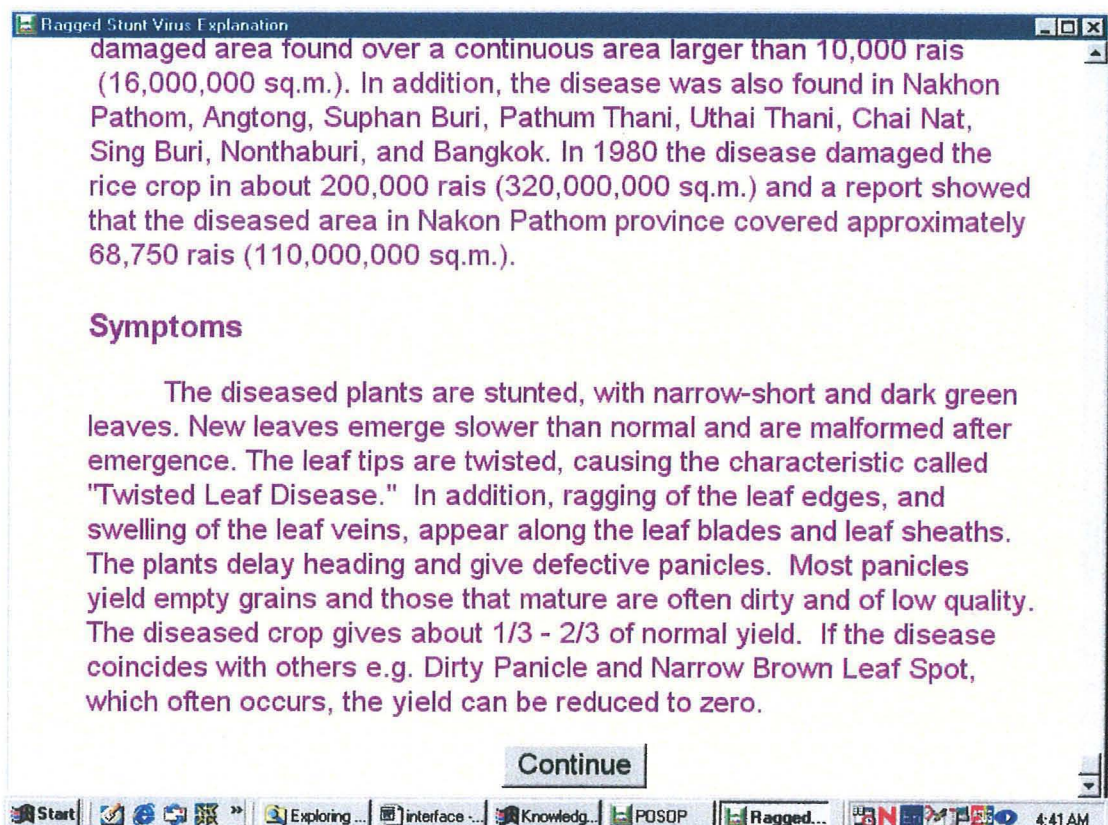 Ragged Stunt Virus Explanation
damaged area found over a continuous area larger than 10,000 rais
(16,000,000 sq.m.). In addition, the disease was also found in Nakhon
Pathom, Angtong, Suphan Buri, Pathum Thani, Uthai Thani, Chai Nat,
Sing Buri, Nonthaburi, and Bangkok. In 1980 the disease damaged the
rice crop in about 200,000 rais (320,000,000 sq.m.) and a report showed
that the diseased area in Nakon Pathom province covered approximately
68,750 rais (110,000,000 sq.m.).
Symptoms
The diseased plants are stunted, with narrow-short and dark green
leaves. New leaves emerge slower than normal and are malformed after
emergence. The leaf tips are twisted, causing the characteristic called
"Twisted Leaf Disease."  In addition, ragging of the leaf edges, and
swelling of the leaf veins, appear along the leaf blades and leaf sheaths.
The plants delay heading and give defective panicles.  Most panicles
yield empty grains and those that mature are often dirty and of low quality.
The diseased crop gives about 1/3 - 2/3 of normal yield.  If the disease
coincides with others e.g. Dirty Panicle and Narrow Brown Leaf Spot,
which often occurs, the yield can be reduced to zero.
Continue
Start » Exploring ... interface -... Knowledg... POSOP Ragged... N 4:41 AM